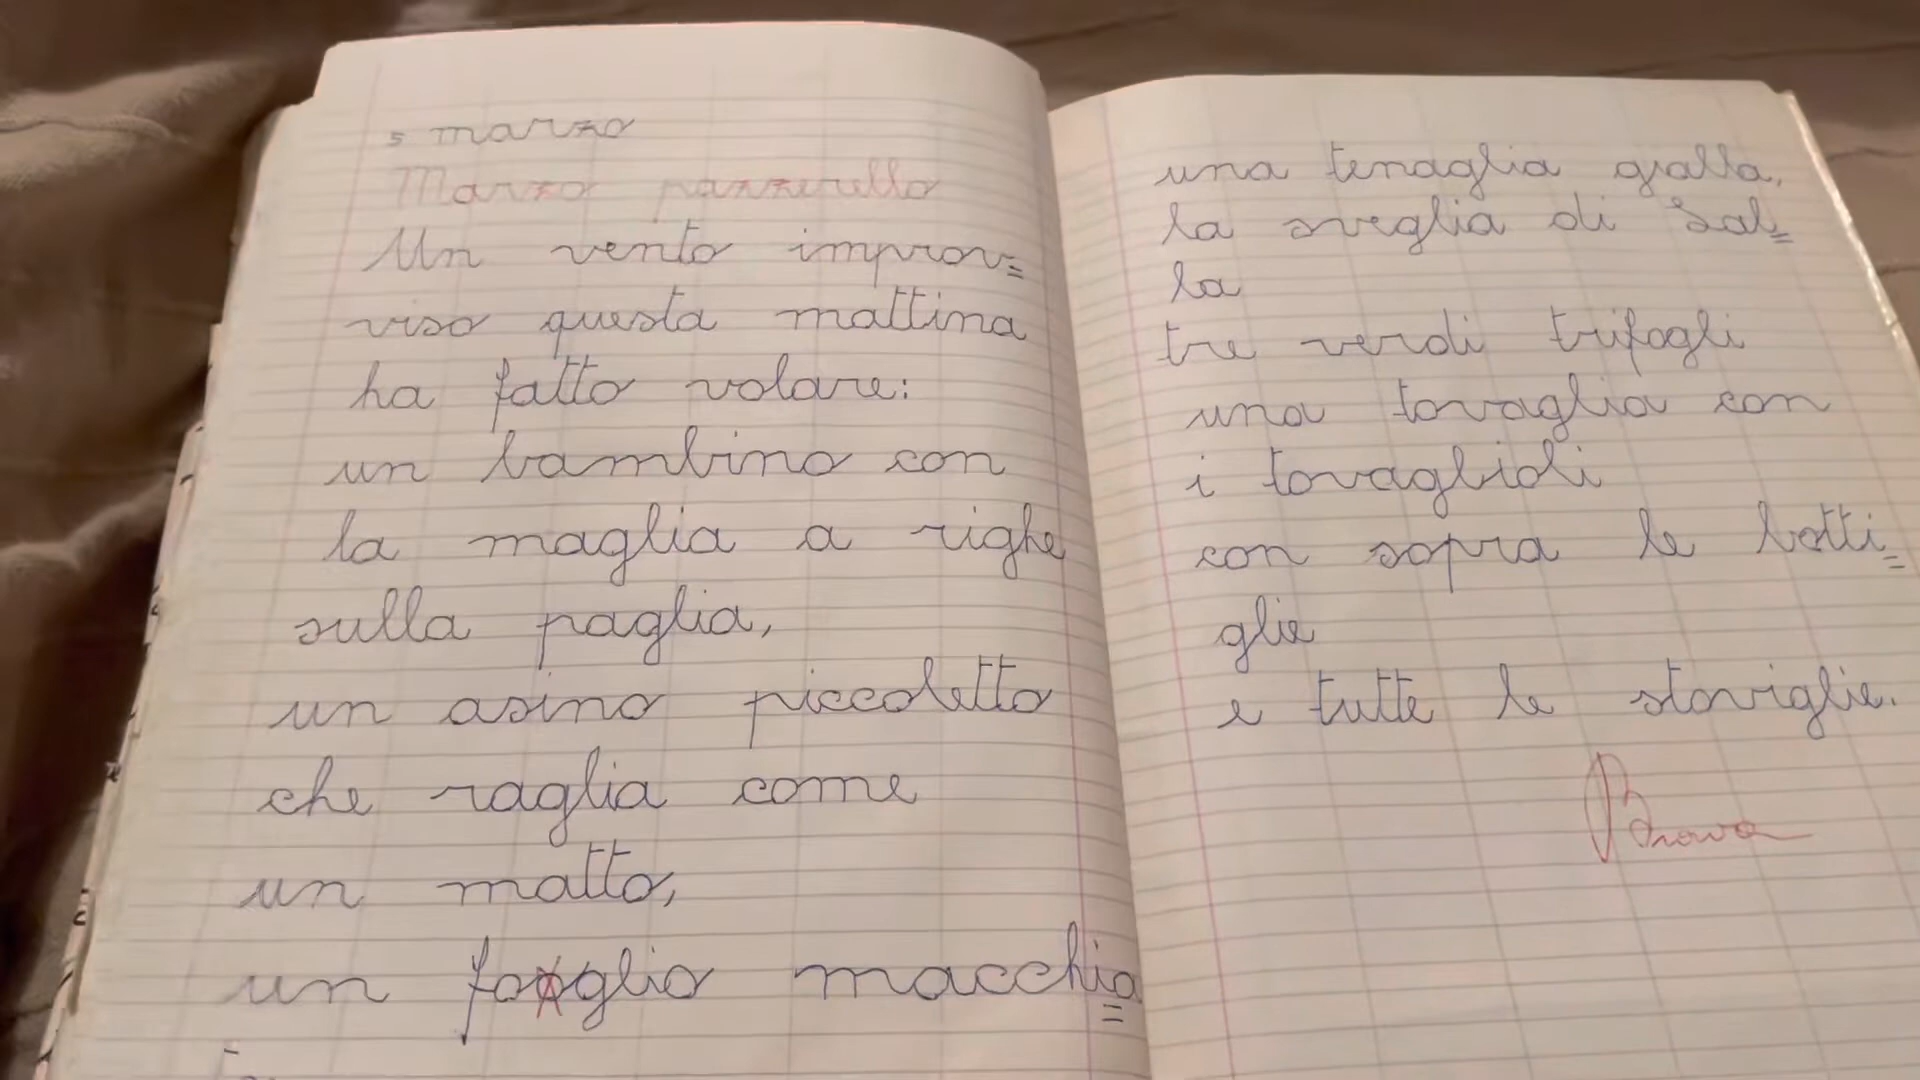 5 marzo
Marzo pazzerello
Un vento improv=
viso questa mattina
ha fatto volare:
un bambino con
la maglia a righe
sulla paglia,
un asino piccoletto
che raglia come
un matto,
un foglio macchia=
una tenaglia gialla,
la sveglia di Lal=
la
tre verdi trifogli
una tovaglia con
i tovaglioli
con sopra le botti=
glie
e tutte le stoviglie.
Brava